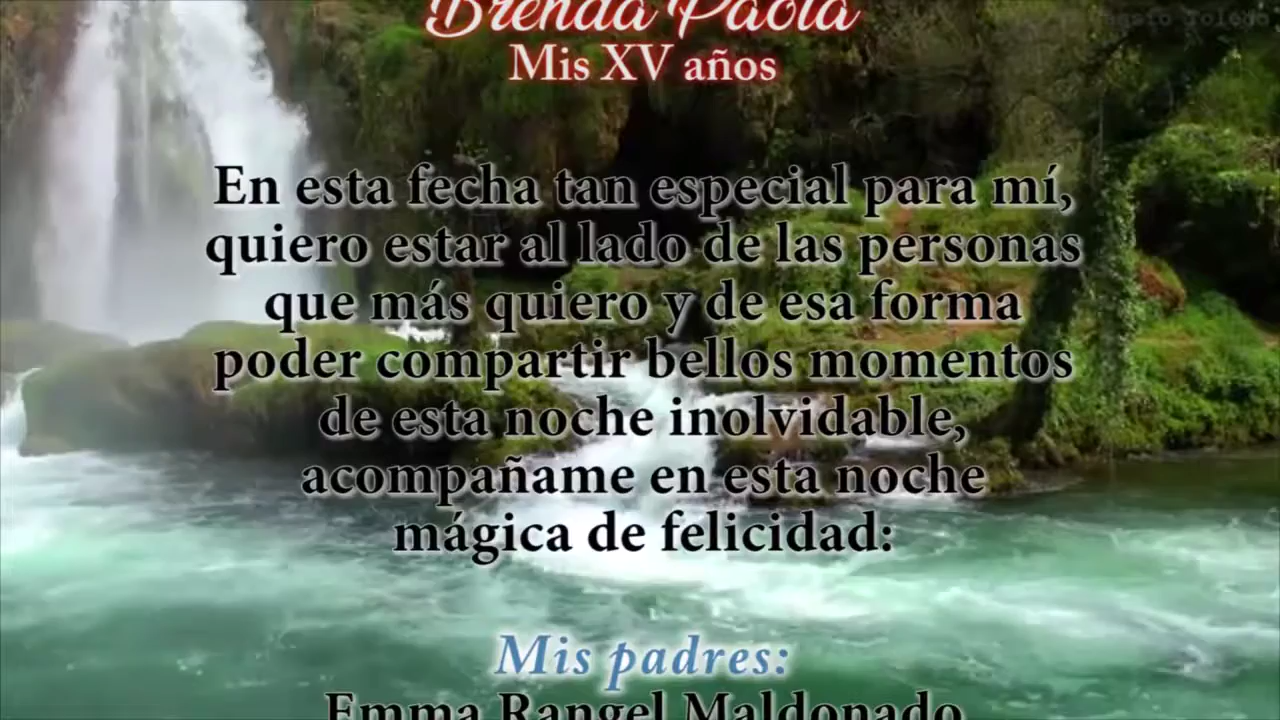 Brenda Paola
Mis XV años
En esta fecha tan especial para mí,
quiero estar al lado de las personas
que más quiero y de esa forma
poder compartir bellos momentos
de esta noche inolvidable,
acompañame en esta noche
mágica de felicidad:
Mis padres:
Emma Rangel Maldonado